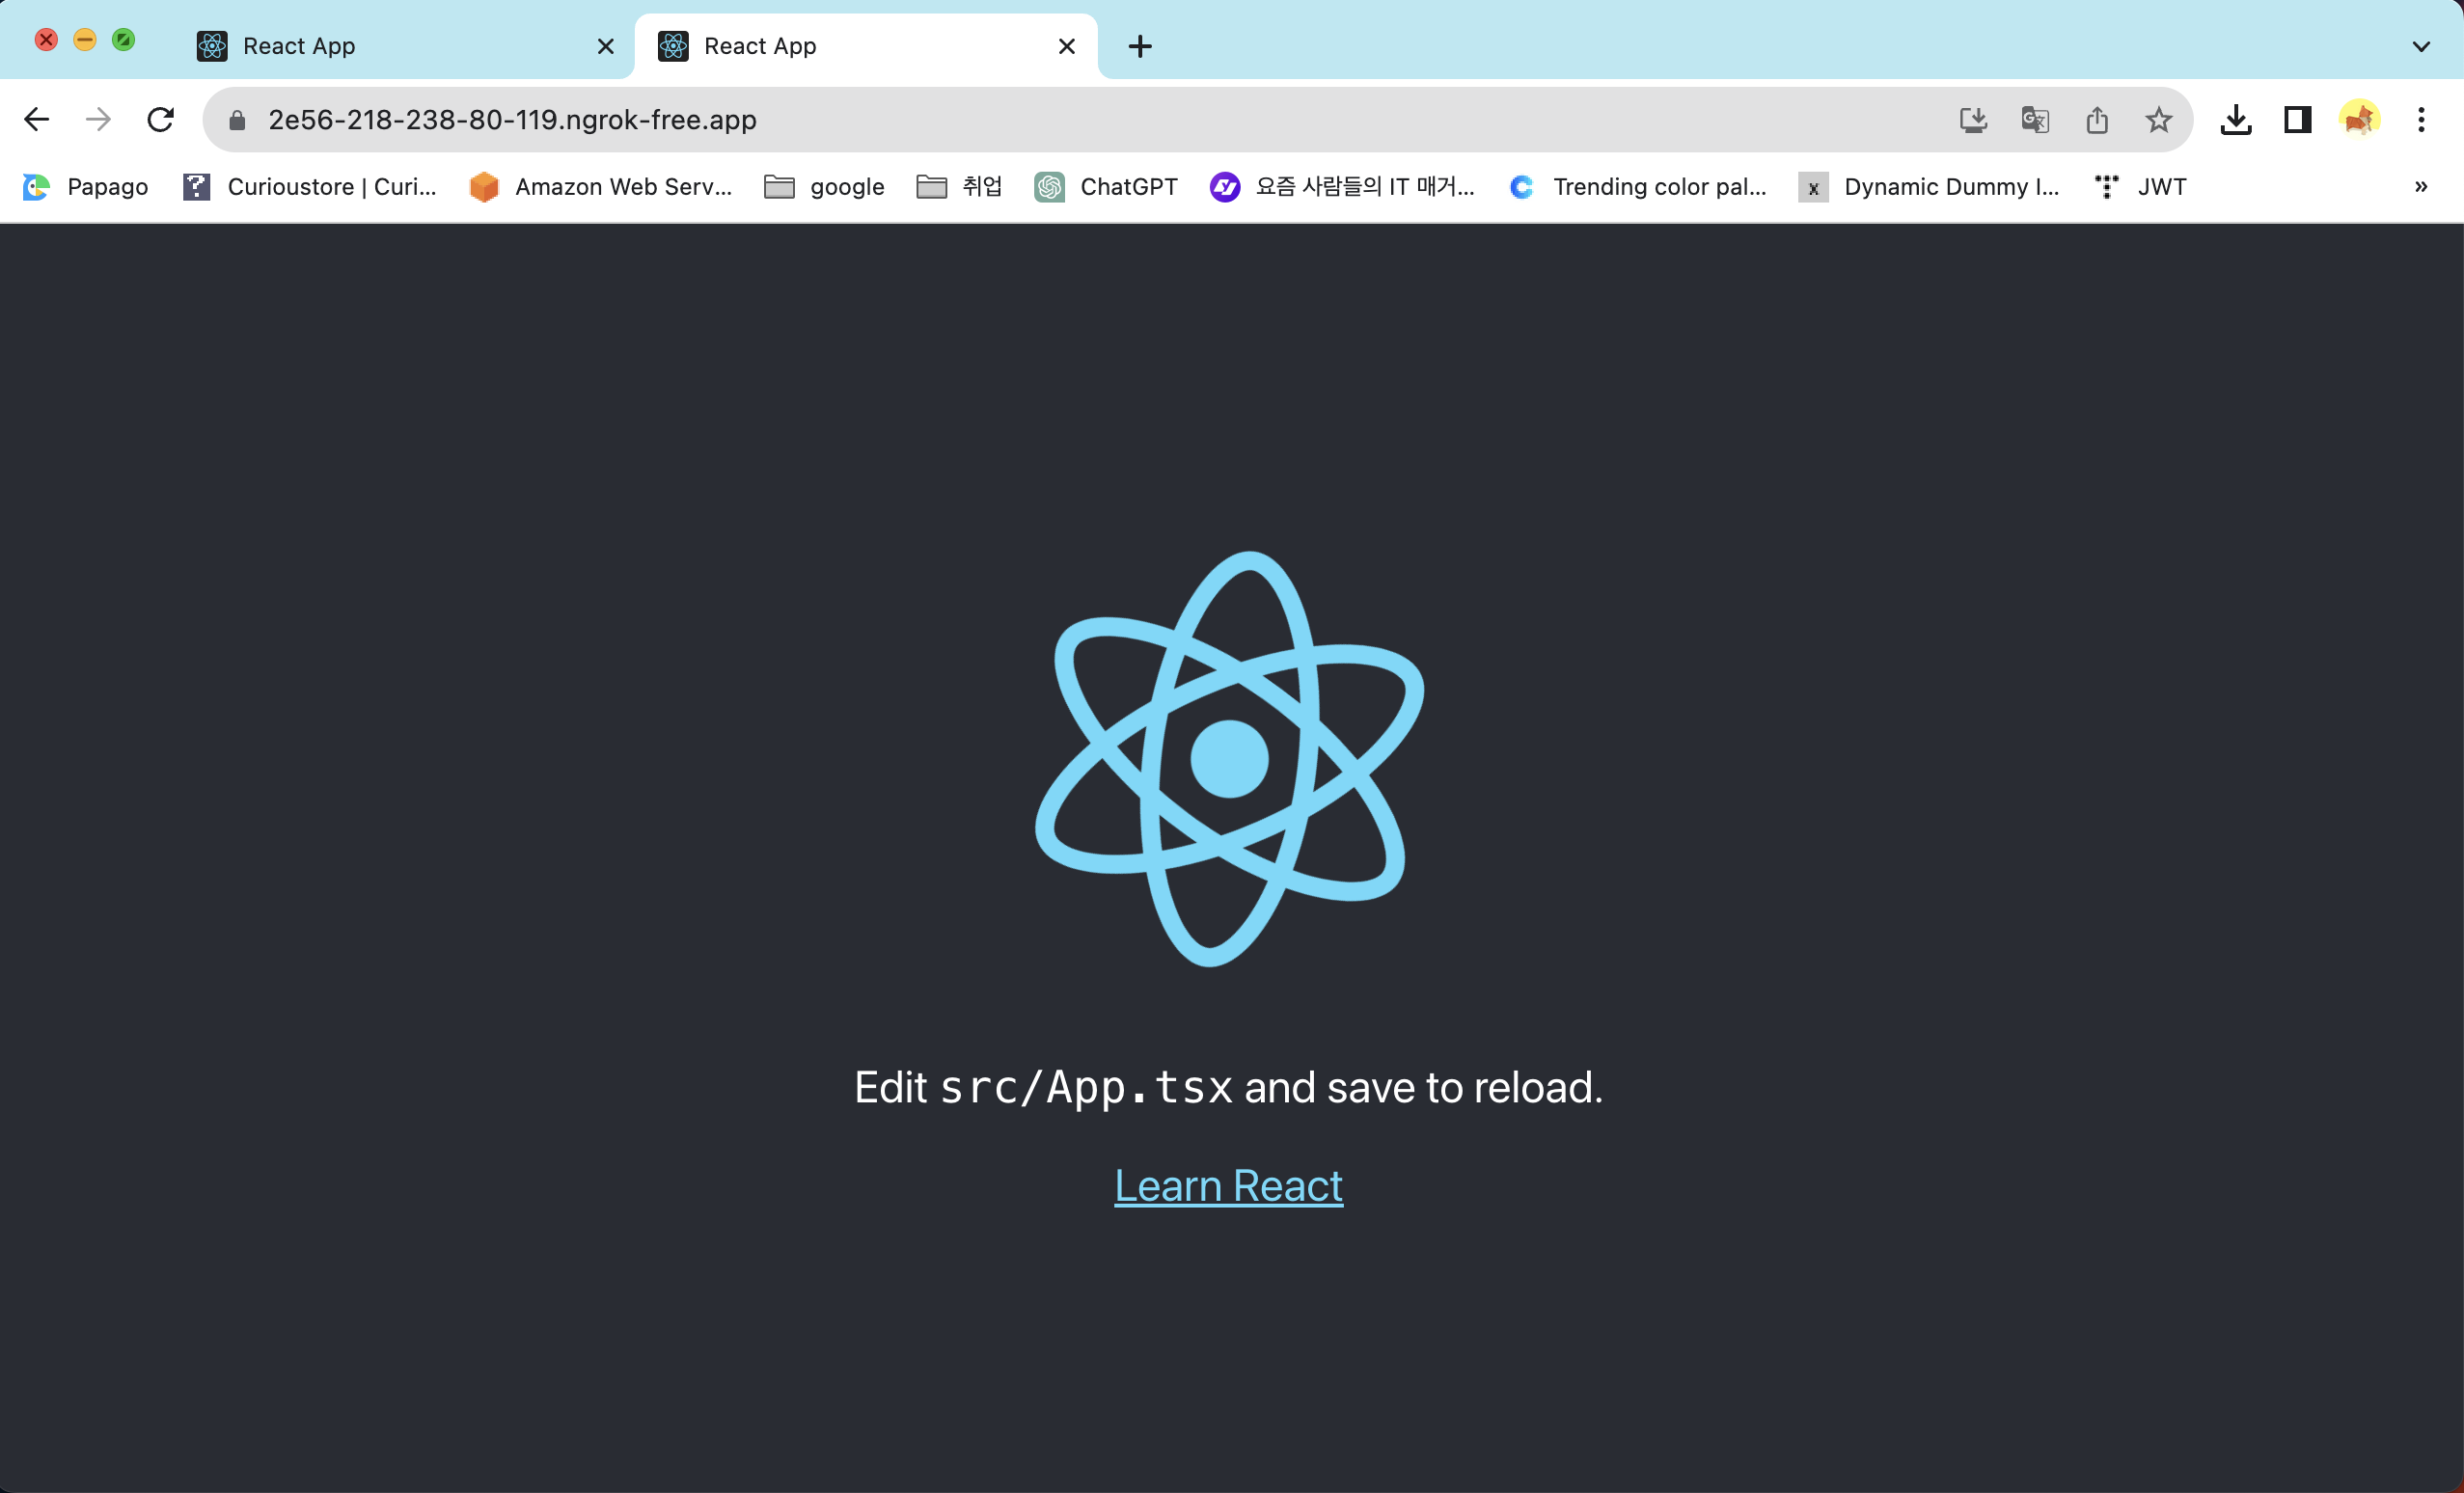 React App
React App
2e56-218-238-80-119.ngrok-free.app
Papago
Curioustore | Curi...
Amazon Web Serv...
google
취업
ChatGPT
요즘 사람들의 IT 매거...
Trending color pal...
Dynamic Dummy I...
JWT
Edit src/App.tsx and save to reload.
Learn React